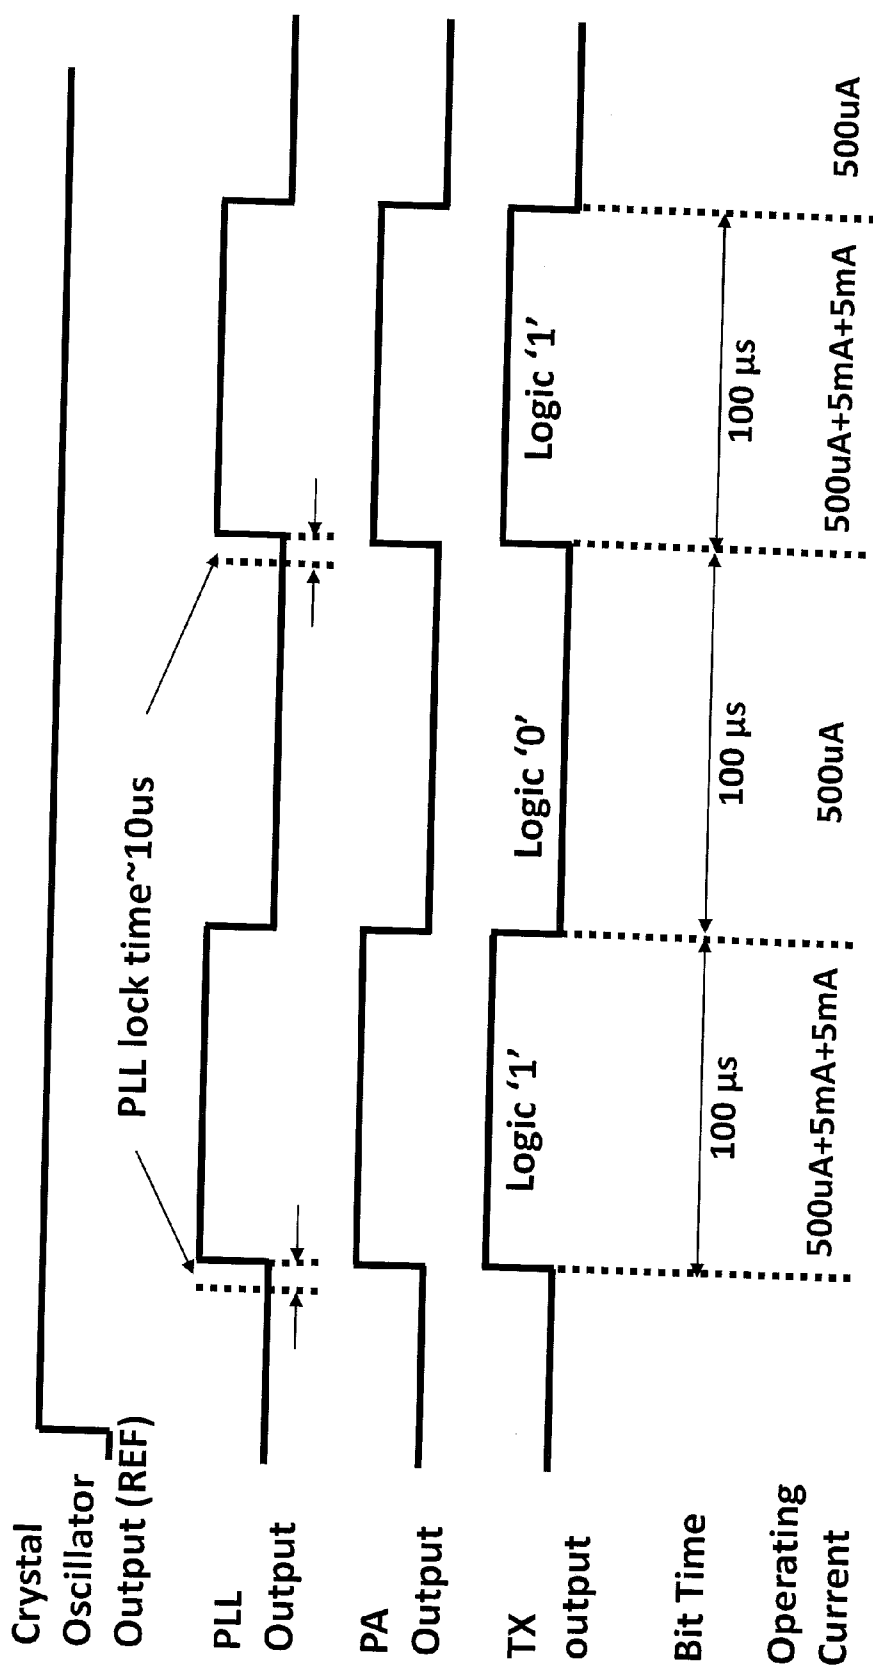 Crystal
Oscillator
Output (REF)
PLL lock time~10us
PLL
Output
PA
Output
TX
output
Logic ‘1’
Logic ‘0’
Logic ‘1’
Bit Time
100 μs
100 μs
100 μs
Operating
Current
500uA+5mA+5mA
500uA
500uA+5mA+5mA
500uA